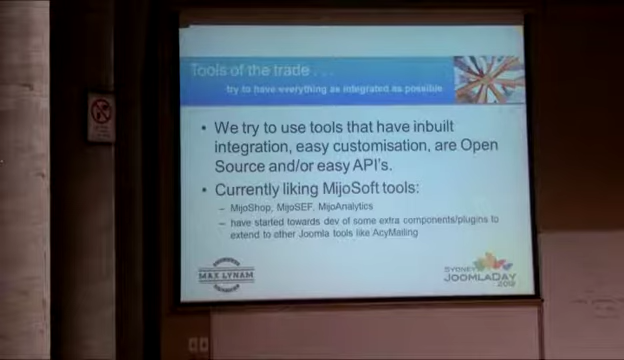 Tools of the trade . . .
try to have everything as integrated as possible
• We try to use tools that have inbuilt
integration, easy customisation, are Open
Source and/or easy API's.
• Currently liking MijoSoft tools:
– MijoShop, MijoSEF, MijoAnalytics
– have started towards dev of some extra components/plugins to
extend to other Joomla tools like AcyMailing
MAX LYNAM
SYDNEY
JOOMLADAY